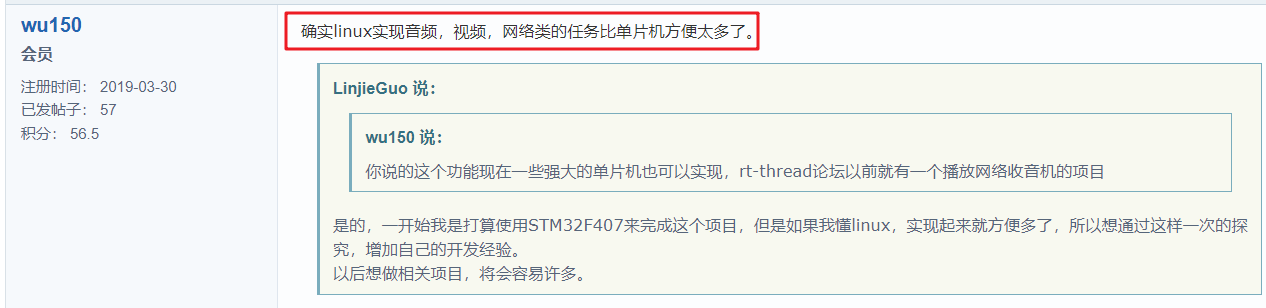 wu150
会员
注册时间： 2019-03-30
已发帖子： 57
积分： 56.5
确实linux实现音频，视频，网络类的任务比单片机方便太多了。
LinjieGuo 说：
wu150 说：
你说的这个功能现在一些强大的单片机也可以实现，rt-thread论坛以前就有一个播放网络收音机的项目
是的，一开始我是打算使用STM32F407来完成这个项目，但是如果我懂linux，实现起来就方便多了，所以想通过这样一次的探
究，增加自己的开发经验。
以后想做相关项目，将会容易许多。